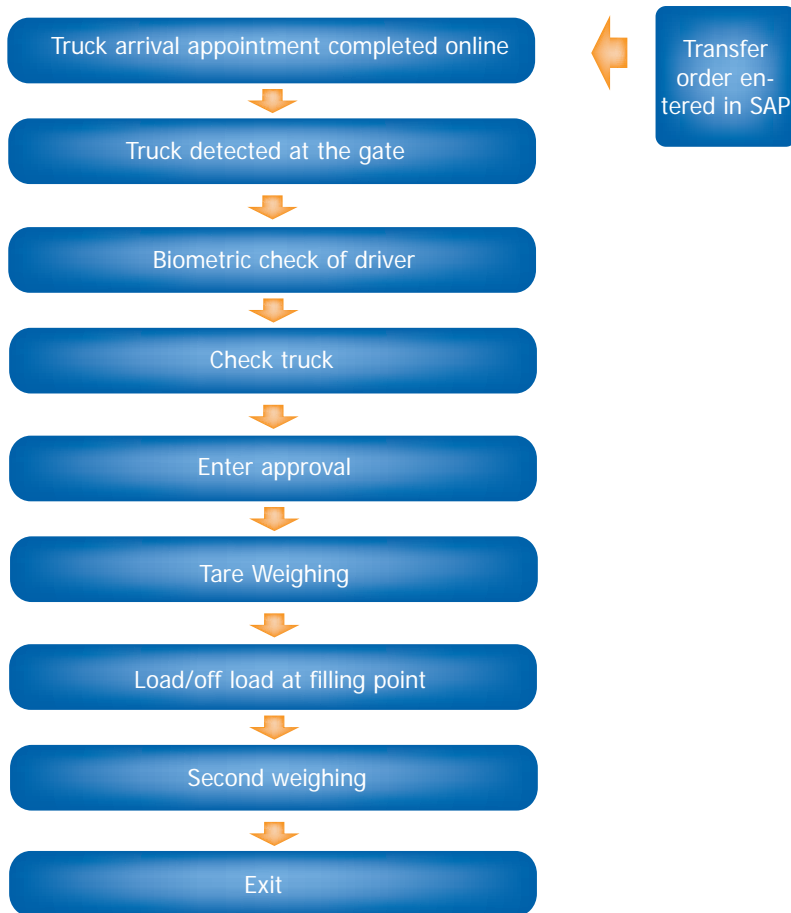 Truck arrival appointment completed online
Transfer
order en-
tered in SAP
Truck detected at the gate
Biometric check of driver
Check truck
Enter approval
Tare Weighing
Load/off load at filling point
Second weighing
Exit